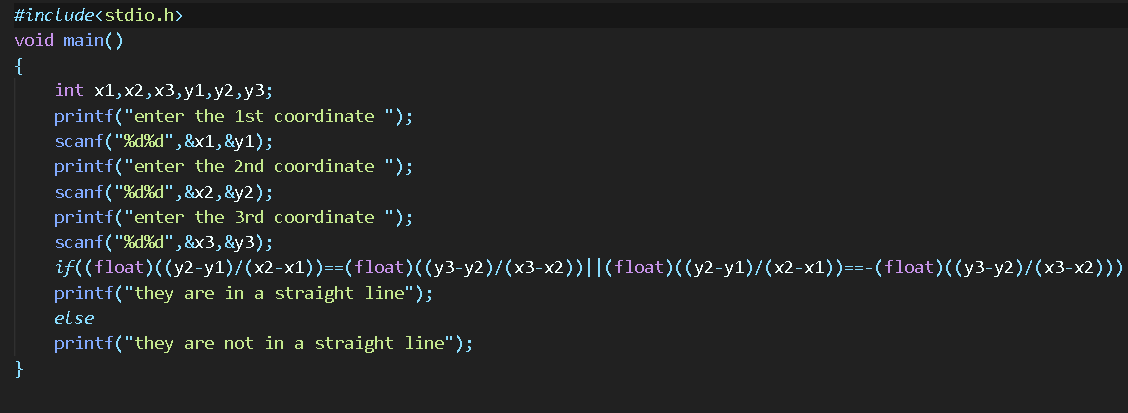 #include<stdio.h>
void main()
{
    int x1,x2,x3,y1,y2,y3;
    printf("enter the 1st coordinate ");
    scanf("%d%d",&x1,&y1);
    printf("enter the 2nd coordinate ");
    scanf("%d%d",&x2,&y2);
    printf("enter the 3rd coordinate ");
    scanf("%d%d",&x3,&y3);
    if((float)((y2-y1)/(x2-x1))==(float)((y3-y2)/(x3-x2))||(float)((y2-y1)/(x2-x1))==-(float)((y3-y2)/(x3-x2)))
    printf("they are in a straight line");
    else
    printf("they are not in a straight line");
}